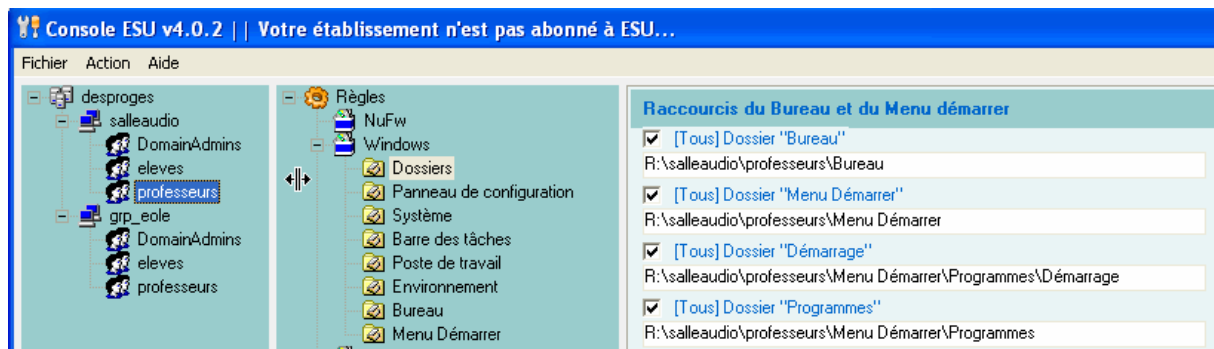 Console ESU v4.0.2 || Votre établissement n'est pas abonné à ESU...
Fichier Action Aide
desproges
salleaudio
DomainAdmins
eleves
professeurs
grp_eole
DomainAdmins
eleves
professeurs
Règles
NuFw
Windows
Dossiers
Panneau de configuration
Système
Barre des tâches
Poste de travail
Environnement
Bureau
Menu Démarrer
Raccourcis du Bureau et du Menu démarrer
[Tous] Dossier "Bureau"
R:\salleaudio\professeurs\Bureau
[Tous] Dossier "Menu Démarrer"
R:\salleaudio\professeurs\Menu Démarrer
[Tous] Dossier "Démarrage"
R:\salleaudio\professeurs\Menu Démarrer\Programmes\Démarrage
[Tous] Dossier "Programmes"
R:\salleaudio\professeurs\Menu Démarrer\Programmes